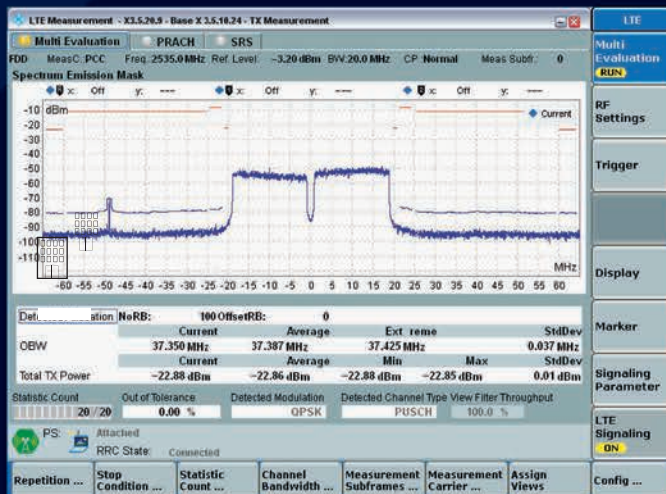 LTE Measurement - X3.5.20.9 - Base X 3.5.10.24 - TX Measurement
LTE
Multi Evaluation PRACH SRS
Multi
Evaluation
RUN
FDD MeasC: PCC Freq.: 2535.0 MHz Ref. Level: -3.20 dBm BW: 20.0 MHz CP: Normal Meas Subfr.: 0
Spectrum Emission Mask
x: Off y: --- x: Off y: --- x: Off y: ---
dBm
Current
-10
-20
-30
-40
-50
-60
-70
-80
-90
-100
-110
MHz
-60 -55 -50 -45 -40 -35 -30 -25 -20 -15 -10 -5 0 5 10 15 20 25 30 35 40 45 50 55 60
RF
Settings
Trigger
Display
Marker
Signaling
Parameter
LTE
Signaling
ON
NoRB: 100 OffsetRB: 0
Current Average Ext reme StdDev
OBW 37.350 MHz 37.387 MHz 37.425 MHz 0.037 MHz
Current Average Min Max StdDev
Total TX Power -22.88 dBm -22.86 dBm -22.88 dBm -22.85 dBm 0.01 dBm
Statistic Count Out of Tolerance Detected Modulation Detected Channel Type View Filter Throughput
20 / 20 0.00 % QPSK PUSCH 100.0 %
PS: Attached
RRC State: Connected
Repetition ... Stop Condition ... Statistic Count ... Channel Bandwidth ... Measurement Subframes ... Measurement Carrier ... Assign Views Config ...